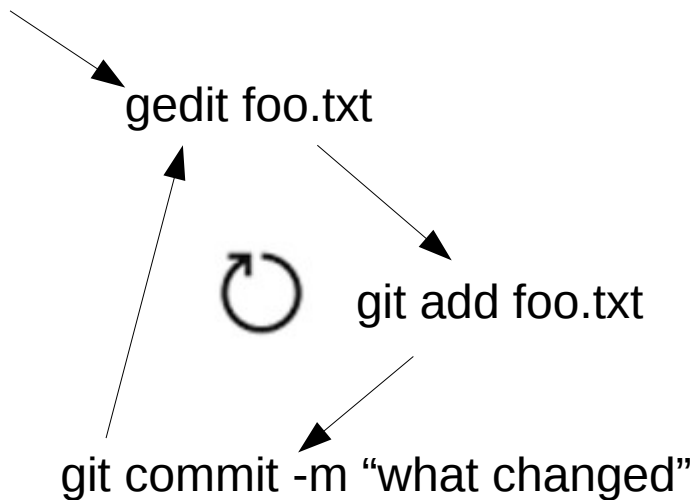 gedit foo.txt
git add foo.txt
git commit -m “what changed”